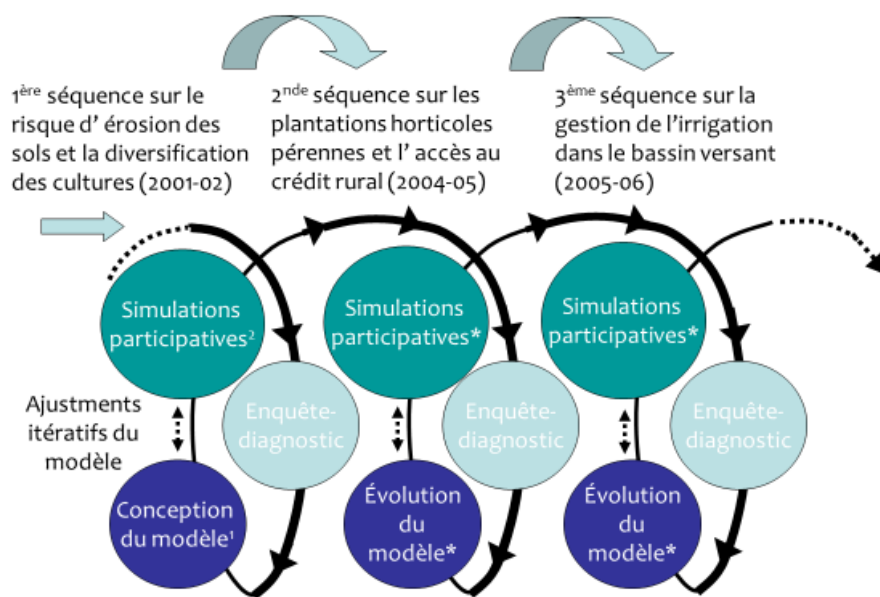 1ère séquence sur le
risque d' érosion des
sols et la diversification
des cultures (2001-02)
2nde séquence sur les
plantations horticoles
pérennes et l' accès au
crédit rural (2004-05)
3ème séquence sur la
gestion de l'irrigation
dans le bassin versant
(2005-06)
Simulations
participatives²
Simulations
participatives*
Simulations
participatives*
Ajustments
itératifs du
modèle
Enquête-
diagnostic
Enquête-
diagnostic
Enquête-
diagnostic
Conception
du modèle¹
Évolution
du
modèle*
Évolution
du
modèle*